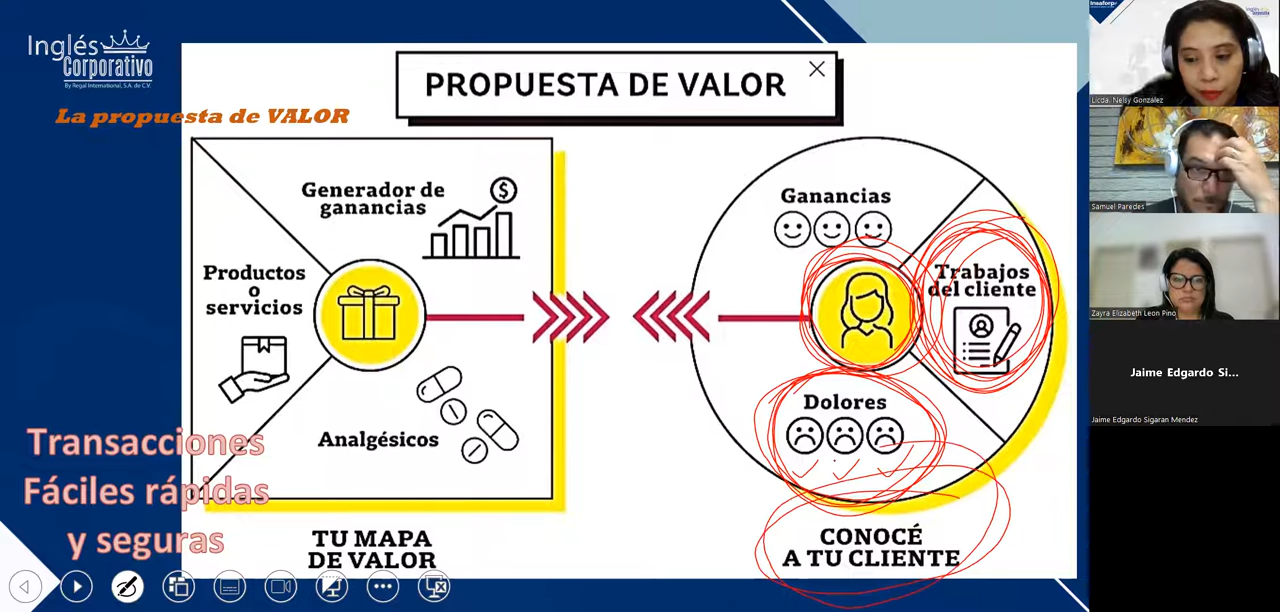 Inglés
Corporativo
By Regal International, S.A. de C.V.
La propuesta de VALOR
PROPUESTA DE VALOR
Generador de
ganancias
Productos
o
servicios
Analgésicos
Ganancias
Trabajos
del cliente
Dolores
Transacciones
Fáciles rápidas
y seguras
TU MAPA
DE VALOR
CONOCÉ
A TU CLIENTE
Insaforp
Licda. Nelsy González
Samuel Paredes
Zayra Elizabeth Leon Pino
Jaime Edgardo Si...
Jaime Edgardo Sigaran Mendez